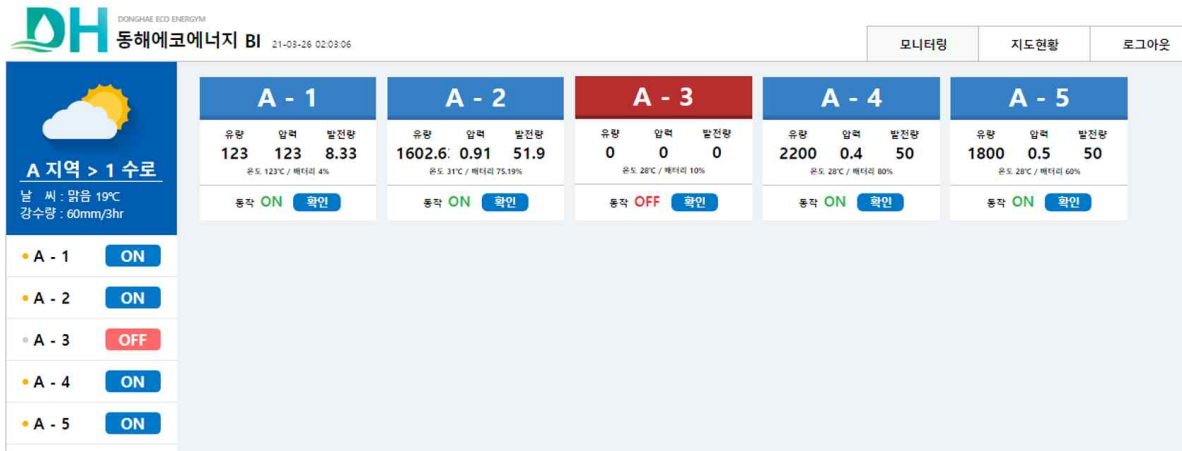 DH DONGHAE ECO ENERGYM
동해에코에너지 BI 21-03-26 02:03:06
모니터링 지도현황 로그아웃
A 지역 > 1 수로
날 씨 : 맑음 19℃
강수량 : 60mm/3hr
A - 1 ON
A - 2 ON
A - 3 OFF
A - 4 ON
A - 5 ON
A - 1
유량 압력 발전량
123 123 8.33
온도 123℃ / 배터리 4%
동작 ON 확인
A - 2
유량 압력 발전량
1602.6 0.91 51.9
온도 31℃ / 배터리 75.19%
동작 ON 확인
A - 3
유량 압력 발전량
0 0 0
온도 28℃ / 배터리 10%
동작 OFF 확인
A - 4
유량 압력 발전량
2200 0.4 50
온도 28℃ / 배터리 80%
동작 ON 확인
A - 5
유량 압력 발전량
1800 0.5 50
온도 28℃ / 배터리 60%
동작 ON 확인